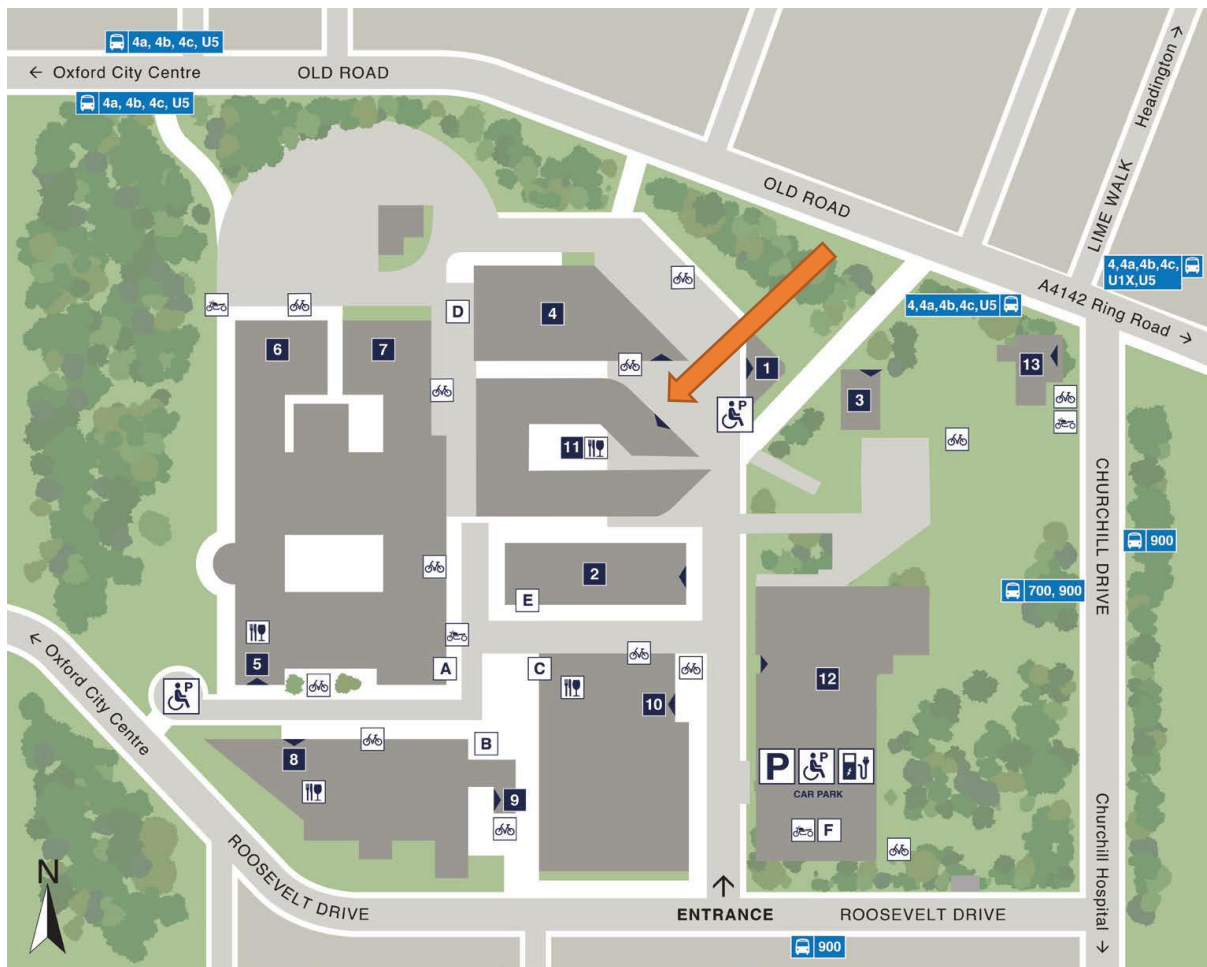 4a, 4b, 4c, U5
← Oxford City Centre
OLD ROAD
4a, 4b, 4c, U5
Headington →
LIME WALK
OLD ROAD
4,4a,4b,4c,
U1X,U5
A4142 Ring Road →
4,4a,4b,4c,U5
D
4
6
7
1
13
3
11
CHURCHILL DRIVE
900
2
E
700, 900
← Oxford City Centre
5
A
C
P
P
12
10
B
8
P
P
CAR PARK
9
F
N
ROOSEVELT DRIVE
ENTRANCE
ROOSEVELT DRIVE
Churchill Hospital →
900